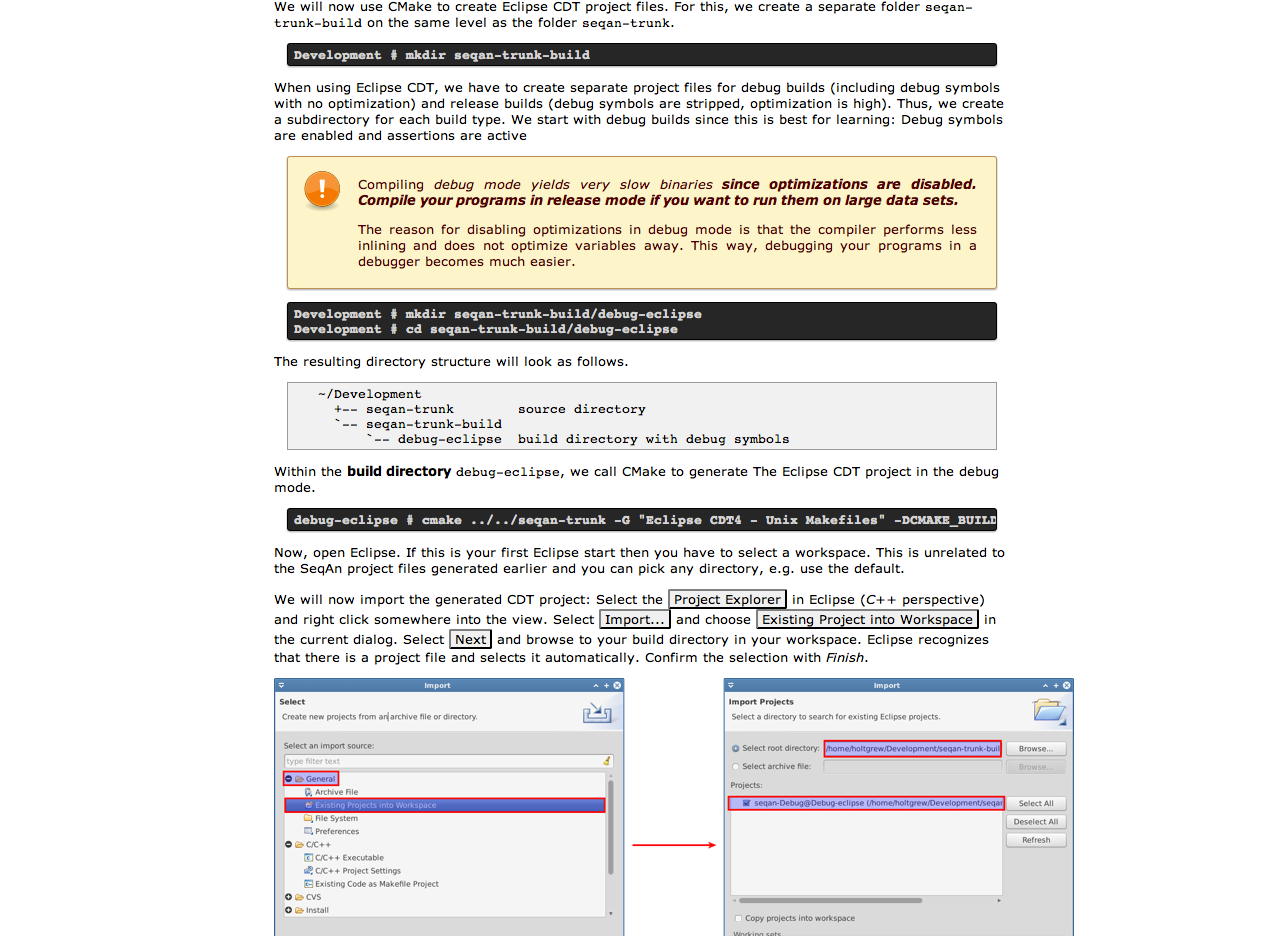 We will now use CMake to create Eclipse CDT project files. For this, we create a separate folder seqan-
trunk-build on the same level as the folder seqan-trunk.
Development # mkdir seqan-trunk-build
When using Eclipse CDT, we have to create separate project files for debug builds (including debug symbols
with no optimization) and release builds (debug symbols are stripped, optimization is high). Thus, we create
a subdirectory for each build type. We start with debug builds since this is best for learning: Debug symbols
are enabled and assertions are active
Compiling debug mode yields very slow binaries since optimizations are disabled.
Compile your programs in release mode if you want to run them on large data sets.
The reason for disabling optimizations in debug mode is that the compiler performs less
inlining and does not optimize variables away. This way, debugging your programs in a
debugger becomes much easier.
Development # mkdir seqan-trunk-build/debug-eclipse
Development # cd seqan-trunk-build/debug-eclipse
The resulting directory structure will look as follows.
~/Development
+-- seqan-trunk        source directory
`-- seqan-trunk-build
`-- debug-eclipse  build directory with debug symbols
Within the build directory debug-eclipse, we call CMake to generate The Eclipse CDT project in the debug
mode.
debug-eclipse # cmake ../../seqan-trunk -G "Eclipse CDT4 - Unix Makefiles" -DCMAKE_BUILD
Now, open Eclipse. If this is your first Eclipse start then you have to select a workspace. This is unrelated to
the SeqAn project files generated earlier and you can pick any directory, e.g. use the default.
We will now import the generated CDT project: Select the Project Explorer in Eclipse (C++ perspective)
and right click somewhere into the view. Select Import... and choose Existing Project into Workspace in
the current dialog. Select Next and browse to your build directory in your workspace. Eclipse recognizes
that there is a project file and selects it automatically. Confirm the selection with Finish.
Import
Select
Create new projects from an archive file or directory.
Select an import source:
type filter text
General
Archive File
Existing Projects into Workspace
File System
Preferences
C/C++
C/C++ Executable
C/C++ Project Settings
Existing Code as Makefile Project
CVS
Install
Import
Import Projects
Select a directory to search for existing Eclipse projects.
Select root directory: /home/holtgrew/Development/seqan-trunk-buil Browse...
Select archive file: Browse...
Projects:
seqan-Debug@Debug-eclipse (/home/holtgrew/Development/seqan Select All
Deselect All
Refresh
Copy projects into workspace
Working sets